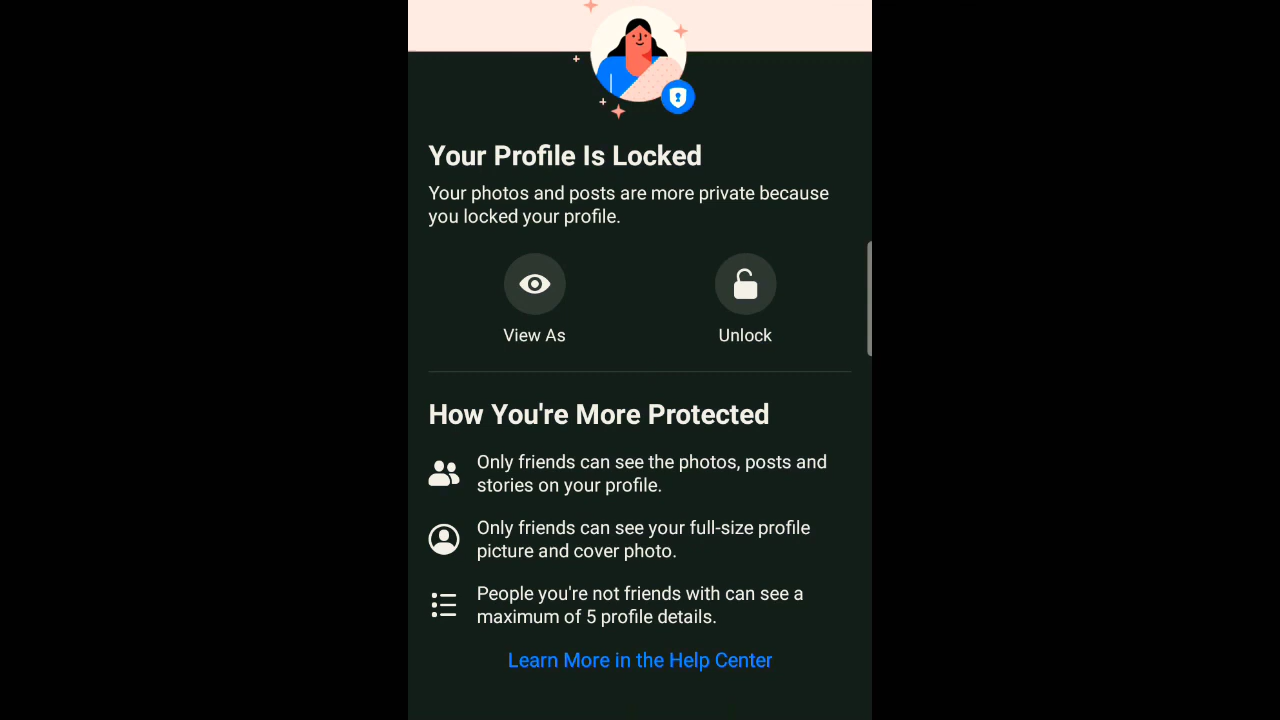 Your Profile Is Locked
Your photos and posts are more private because
you locked your profile.
View As
Unlock
How You're More Protected
Only friends can see the photos, posts and
stories on your profile.
Only friends can see your full-size profile
picture and cover photo.
People you're not friends with can see a
maximum of 5 profile details.
Learn More in the Help Center